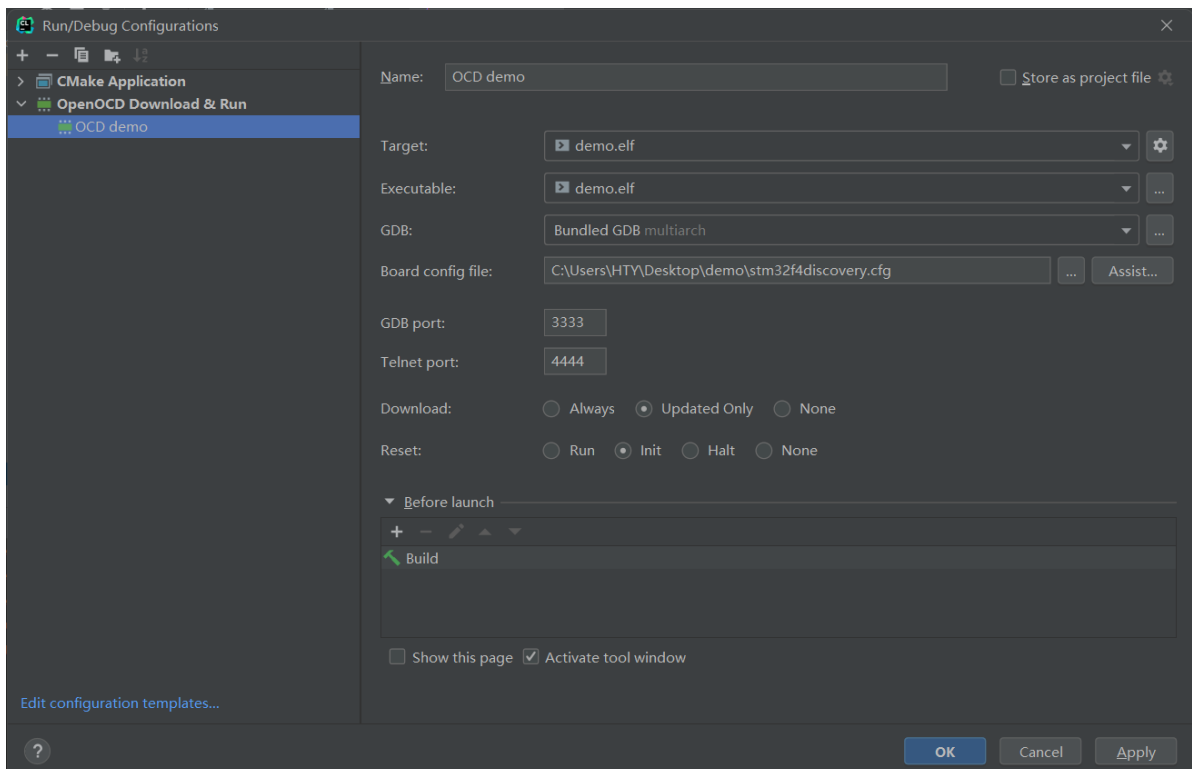 Run/Debug Configurations
CMake Application
OpenOCD Download & Run
OCD demo
Edit configuration templates...
Name: OCD demo Store as project file
Target: demo.elf
Executable: demo.elf ...
GDB: Bundled GDB multiarch ...
Board config file: C:\Users\HTY\Desktop\demo\stm32f4discovery.cfg ... Assist...
GDB port: 3333
Telnet port: 4444
Download: Always Updated Only None
Reset: Run Init Halt None
Before launch
Build
Show this page Activate tool window
? OK Cancel Apply